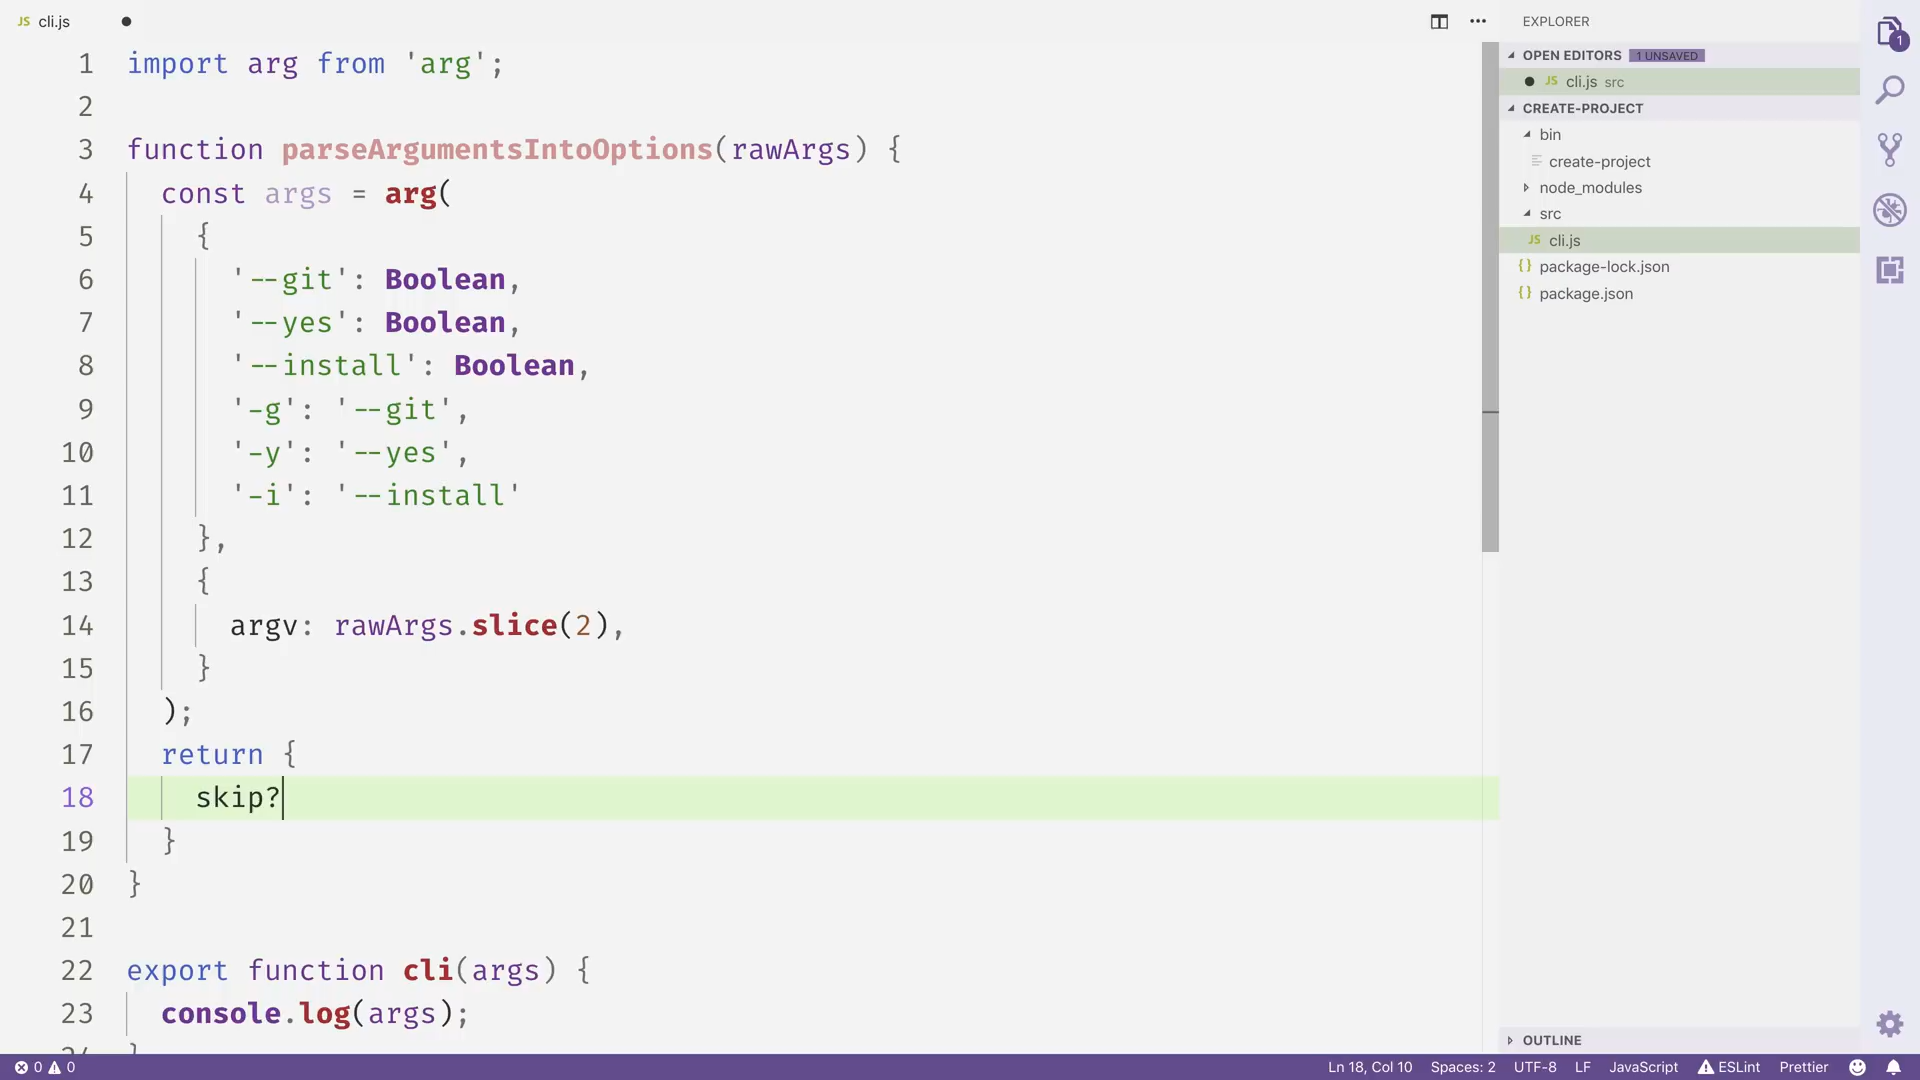 JS cli.js
1 import arg from 'arg';
2
3 function parseArgumentsIntoOptions(rawArgs) {
4 const args = arg(
5 {
6 '--git': Boolean,
7 '--yes': Boolean,
8 '--install': Boolean,
9 '-g': '--git',
10 '-y': '--yes',
11 '-i': '--install'
12 },
13 {
14 argv: rawArgs.slice(2),
15 }
16 );
17 return {
18 skip?
19 }
20 }
21
22 export function cli(args) {
23 console.log(args);
EXPLORER
OPEN EDITORS 1 UNSAVED
JS cli.js src
CREATE-PROJECT
bin
create-project
node_modules
src
JS cli.js
{} package-lock.json
{} package.json
OUTLINE
1
0 0
Ln 18, Col 10 Spaces: 2 UTF-8 LF JavaScript ESLint Prettier